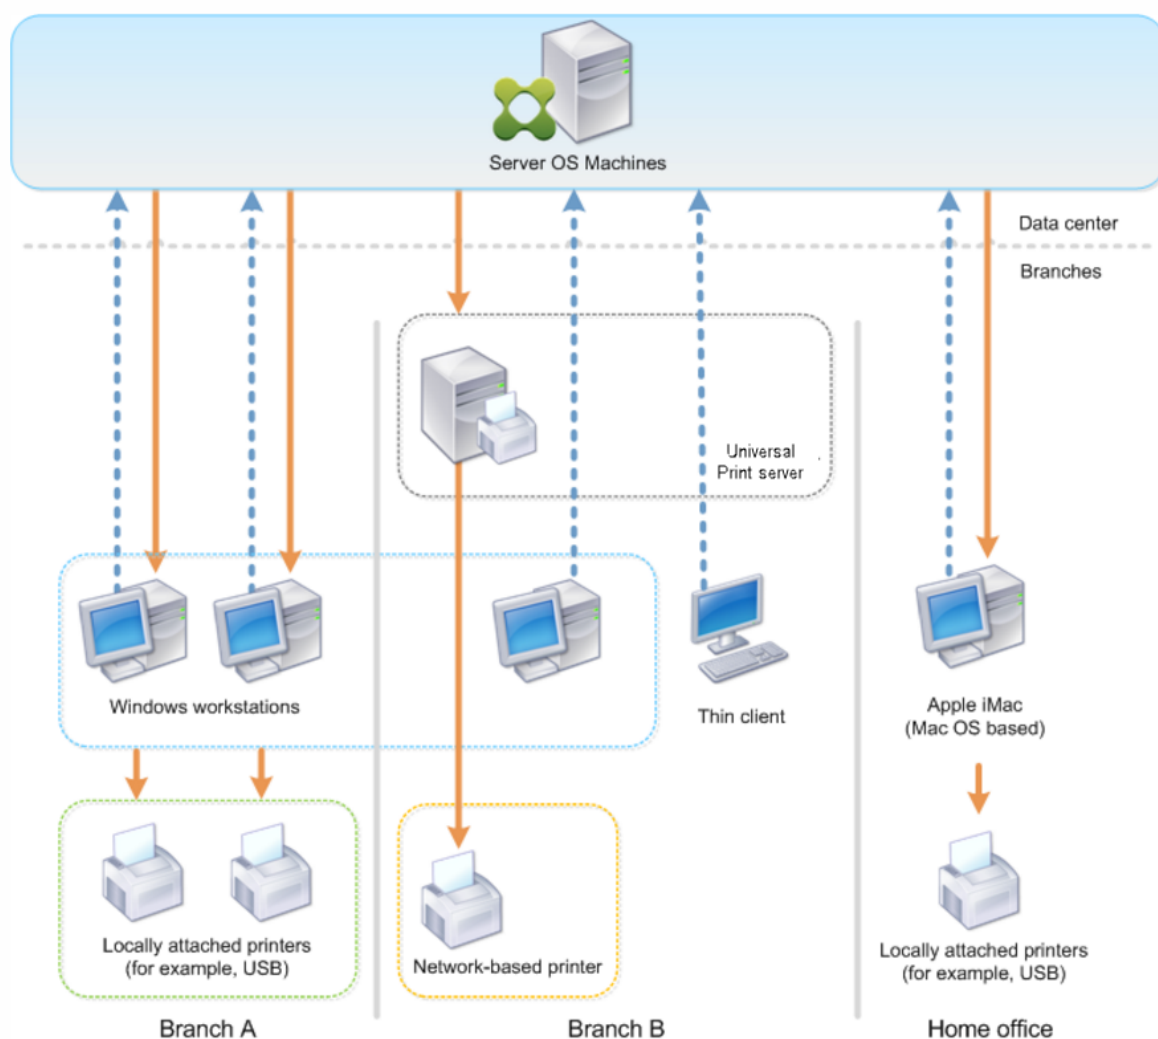 Server OS Machines
Data center
Branches
Universal
Print server
Windows workstations
Thin client
Apple iMac
(Mac OS based)
Locally attached printers
(for example, USB)
Network-based printer
Locally attached printers
(for example, USB)
Branch A
Branch B
Home office